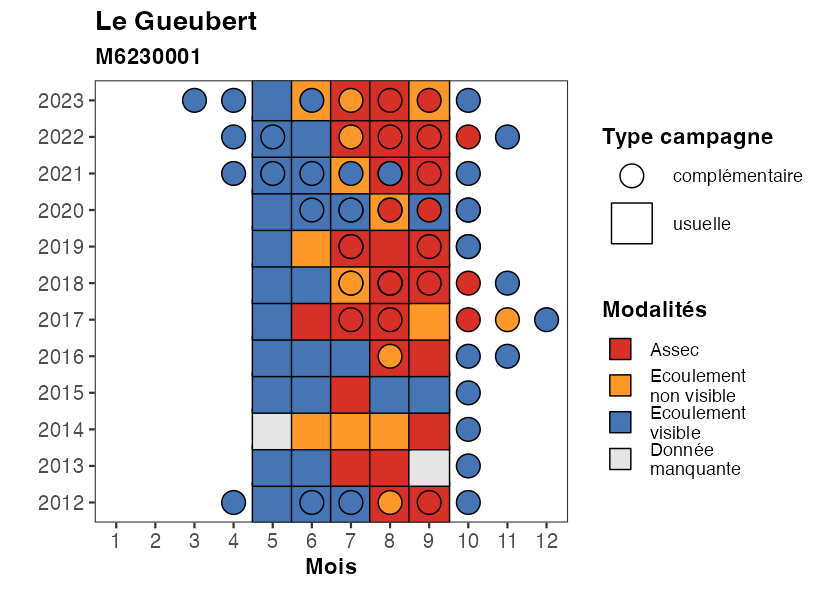 Le Gueubert
M6230001
2023
2022
2021
2020
2019
2018
2017
2016
2015
2014
2013
2012
1 2 3 4 5 6 7 8 9 10 11 12
Mois
Type campagne
complémentaire
usuelle
Modalités
Assec
Ecoulement
non visible
Ecoulement
visible
Donnée
manquante